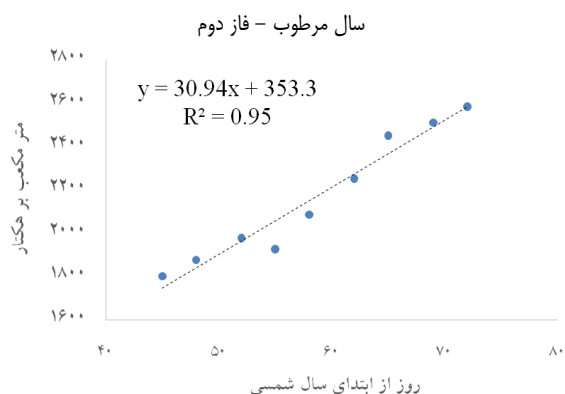 سال مرطوب – فاز دوم
y = 30.94x + 353.3
R² = 0.95
متر مکعب بر هکتار
۲۸۰۰
۲۶۰۰
۲۴۰۰
۲۲۰۰
۲۰۰۰
۱۸۰۰
۱۶۰۰
۴۰ ۵۰ ۶۰ ۷۰ ۸۰
روز از ابتدای سال شمسی